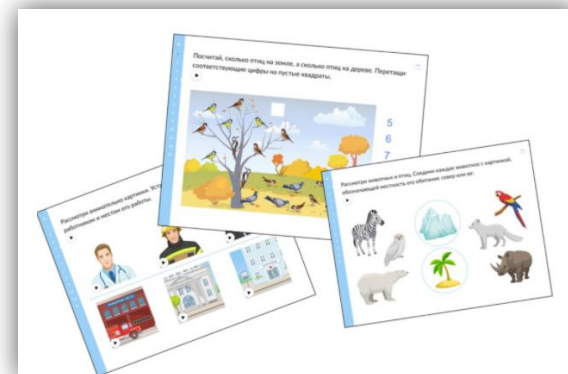 Посчитай, сколько птиц на земле, а сколько птиц на дереве. Перетащи
соответствующие цифры на пустые квадраты.
5
6
7
Рассмотри внимательно картинки. Уст
работником и местом его работы.
Рассмотри животных и птиц. Соедини каждое животное с картинкой,
обозначающей местность его обитания: север или юг.